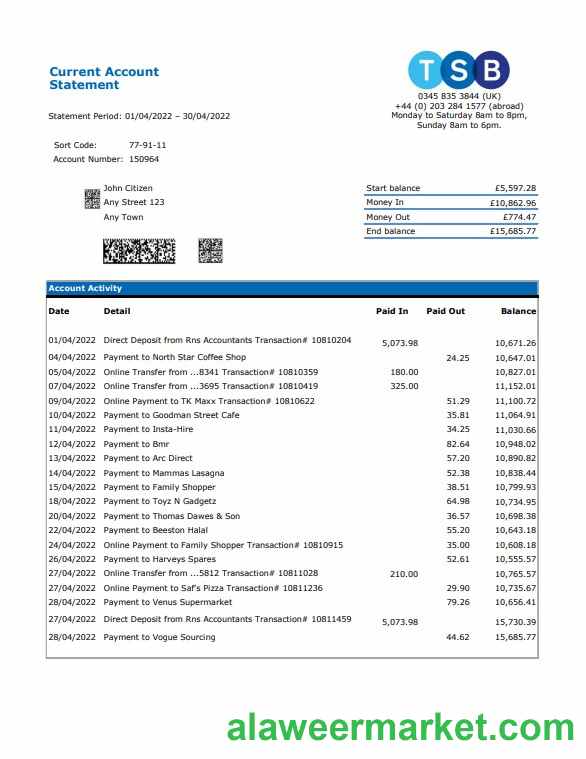 Current Account
Statement
TSB
0345 835 3844 (UK)
+44 (0) 203 284 1577 (abroad)
Monday to Saturday 8am to 8pm,
Sunday 8am to 6pm.
Statement Period: 01/04/2022 – 30/04/2022
Sort Code: 77-91-11
Account Number: 150964
John Citizen
Any Street 123
Any Town
Start balance £5,597.28
Money In £10,862.96
Money Out £774.47
End balance £15,685.77
Account Activity
Date Detail Paid In Paid Out Balance
01/04/2022 Direct Deposit from Rns Accountants Transaction# 10810204 5,073.98 10,671.26
04/04/2022 Payment to North Star Coffee Shop 24.25 10,647.01
05/04/2022 Online Transfer from ...8341 Transaction# 10810359 180.00 10,827.01
07/04/2022 Online Transfer from ...3695 Transaction# 10810419 325.00 11,152.01
09/04/2022 Online Payment to TK Maxx Transaction# 10810622 51.29 11,100.72
10/04/2022 Payment to Goodman Street Cafe 35.81 11,064.91
11/04/2022 Payment to Insta-Hire 34.25 11,030.66
12/04/2022 Payment to Bmr 82.64 10,948.02
13/04/2022 Payment to Arc Direct 57.20 10,890.82
14/04/2022 Payment to Mammas Lasagna 52.38 10,838.44
15/04/2022 Payment to Family Shopper 38.51 10,799.93
18/04/2022 Payment to Toyz N Gadgetz 64.98 10,734.95
20/04/2022 Payment to Thomas Dawes & Son 36.57 10,698.38
22/04/2022 Payment to Beeston Halal 55.20 10,643.18
24/04/2022 Online Payment to Family Shopper Transaction# 10810915 35.00 10,608.18
26/04/2022 Payment to Harveys Spares 52.61 10,555.57
27/04/2022 Online Transfer from ...5812 Transaction# 10811028 210.00 10,765.57
27/04/2022 Online Payment to Saf's Pizza Transaction# 10811236 29.90 10,735.67
28/04/2022 Payment to Venus Supermarket 79.26 10,656.41
27/04/2022 Direct Deposit from Rns Accountants Transaction# 10811459 5,073.98 15,730.39
28/04/2022 Payment to Vogue Sourcing 44.62 15,685.77
alaweermarket.com